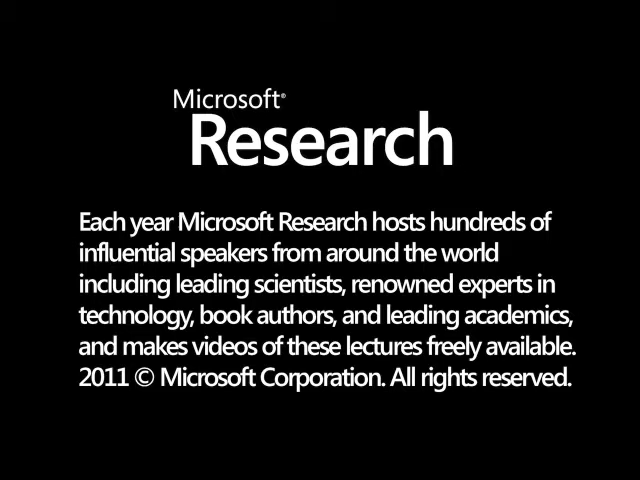 Microsoft®
Research
Each year Microsoft Research hosts hundreds of
influential speakers from around the world
including leading scientists, renowned experts in
technology, book authors, and leading academics,
and makes videos of these lectures freely available.
2011 © Microsoft Corporation. All rights reserved.